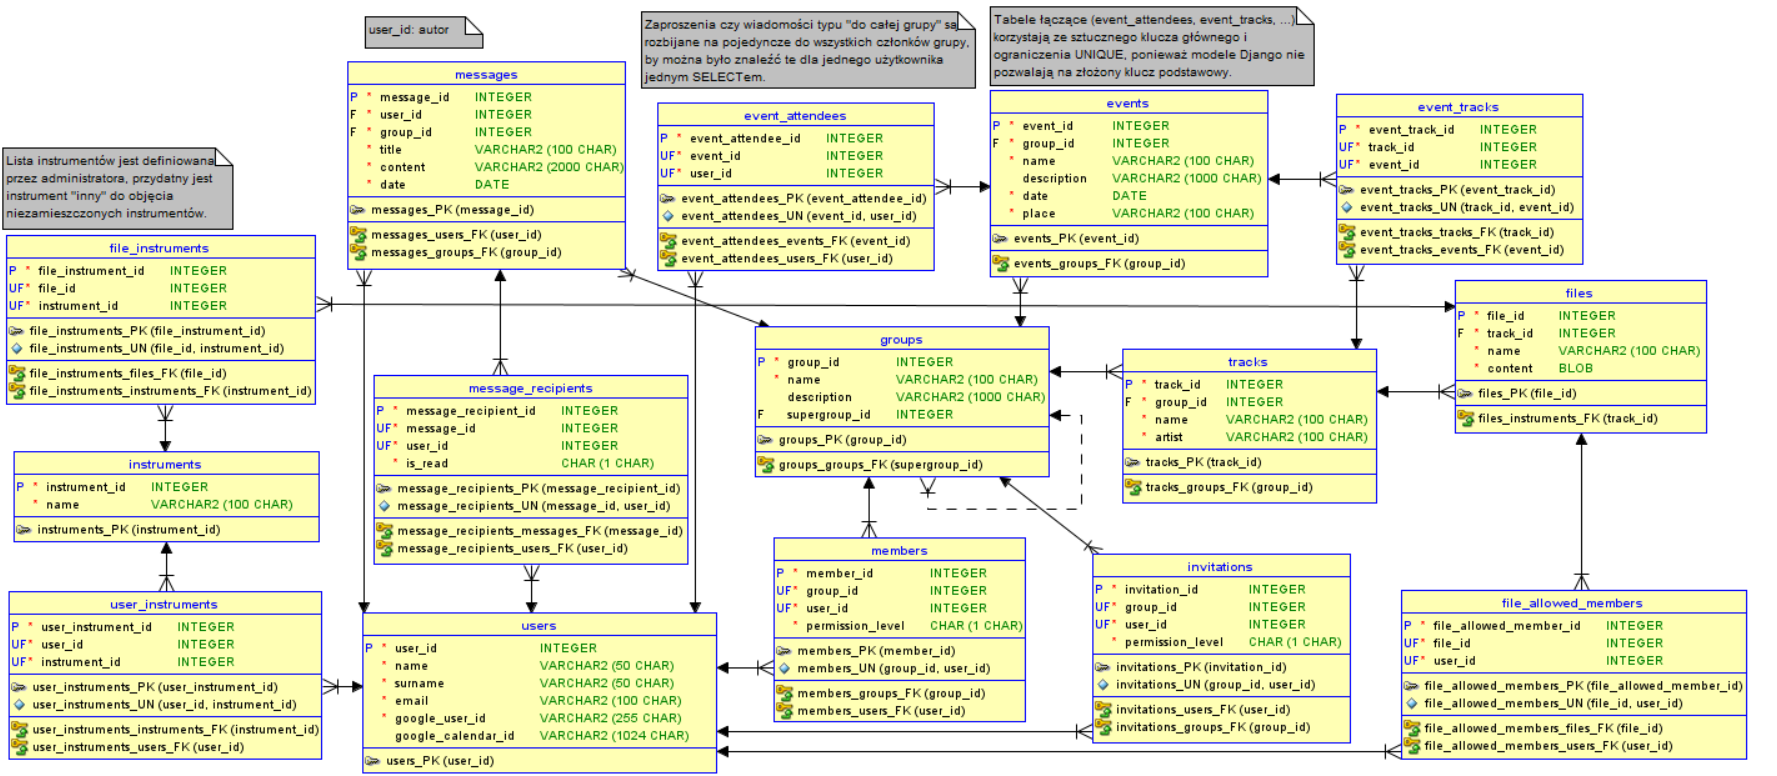 user_id: autor
Zaproszenia czy wiadomości typu "do całej grupy" są
rozbijane na pojedyncze do wszystkich członków grupy,
by można było znaleźć te dla jednego użytkownika
jednym SELECTem.
Tabele łączące (event_attendees, event_tracks, ...)
korzystają ze sztucznego klucza głównego i
ograniczenia UNIQUE, ponieważ modele Django nie
pozwalają na złożony klucz podstawowy.
Lista instrumentów jest definiowana
przez administratora, przydatny jest
instrument "inny" do objęcia
niezamieszczonych instrumentów.
messages
P * message_id INTEGER
F * user_id INTEGER
F * group_id INTEGER
* title VARCHAR2 (100 CHAR)
* content VARCHAR2 (2000 CHAR)
* date DATE
messages_PK (message_id)
messages_users_FK (user_id)
messages_groups_FK (group_id)
event_attendees
P * event_attendee_id INTEGER
UF* event_id INTEGER
UF* user_id INTEGER
event_attendees_PK (event_attendee_id)
event_attendees_UN (event_id, user_id)
event_attendees_events_FK (event_id)
event_attendees_users_FK (user_id)
events
P * event_id INTEGER
F * group_id INTEGER
* name VARCHAR2 (100 CHAR)
description VARCHAR2 (1000 CHAR)
* date DATE
* place VARCHAR2 (100 CHAR)
events_PK (event_id)
events_groups_FK (group_id)
event_tracks
P * event_track_id INTEGER
UF* track_id INTEGER
UF* event_id INTEGER
event_tracks_PK (event_track_id)
event_tracks_UN (track_id, event_id)
event_tracks_tracks_FK (track_id)
event_tracks_events_FK (event_id)
file_instruments
P * file_instrument_id INTEGER
UF* file_id INTEGER
UF* instrument_id INTEGER
file_instruments_PK (file_instrument_id)
file_instruments_UN (file_id, instrument_id)
file_instruments_files_FK (file_id)
file_instruments_instruments_FK (instrument_id)
files
P * file_id INTEGER
F * track_id INTEGER
* name VARCHAR2 (100 CHAR)
* content BLOB
files_PK (file_id)
files_instruments_FK (track_id)
groups
P * group_id INTEGER
* name VARCHAR2 (100 CHAR)
description VARCHAR2 (1000 CHAR)
F supergroup_id INTEGER
groups_PK (group_id)
groups_groups_FK (supergroup_id)
tracks
P * track_id INTEGER
F * group_id INTEGER
* name VARCHAR2 (100 CHAR)
* artist VARCHAR2 (100 CHAR)
tracks_PK (track_id)
tracks_groups_FK (group_id)
message_recipients
P * message_recipient_id INTEGER
UF* message_id INTEGER
UF* user_id INTEGER
* is_read CHAR (1 CHAR)
message_recipients_PK (message_recipient_id)
message_recipients_UN (message_id, user_id)
message_recipients_messages_FK (message_id)
message_recipients_users_FK (user_id)
instruments
P * instrument_id INTEGER
* name VARCHAR2 (100 CHAR)
instruments_PK (instrument_id)
user_instruments
P * user_instrument_id INTEGER
UF* user_id INTEGER
UF* instrument_id INTEGER
user_instruments_PK (user_instrument_id)
user_instruments_UN (user_id, instrument_id)
user_instruments_instruments_FK (instrument_id)
user_instruments_users_FK (user_id)
users
P * user_id INTEGER
* name VARCHAR2 (50 CHAR)
* surname VARCHAR2 (50 CHAR)
* email VARCHAR2 (100 CHAR)
* google_user_id VARCHAR2 (255 CHAR)
google_calendar_id VARCHAR2 (1024 CHAR)
users_PK (user_id)
members
P * member_id INTEGER
UF* group_id INTEGER
UF* user_id INTEGER
* permission_level CHAR (1 CHAR)
members_PK (member_id)
members_UN (group_id, user_id)
members_groups_FK (group_id)
members_users_FK (user_id)
invitations
P * invitation_id INTEGER
UF* group_id INTEGER
UF* user_id INTEGER
* permission_level CHAR (1 CHAR)
invitations_PK (invitation_id)
invitations_UN (group_id, user_id)
invitations_users_FK (user_id)
invitations_groups_FK (group_id)
file_allowed_members
P * file_allowed_member_id INTEGER
UF* file_id INTEGER
UF* user_id INTEGER
file_allowed_members_PK (file_allowed_member_id)
file_allowed_members_UN (file_id, user_id)
file_allowed_members_files_FK (file_id)
file_allowed_members_users_FK (user_id)